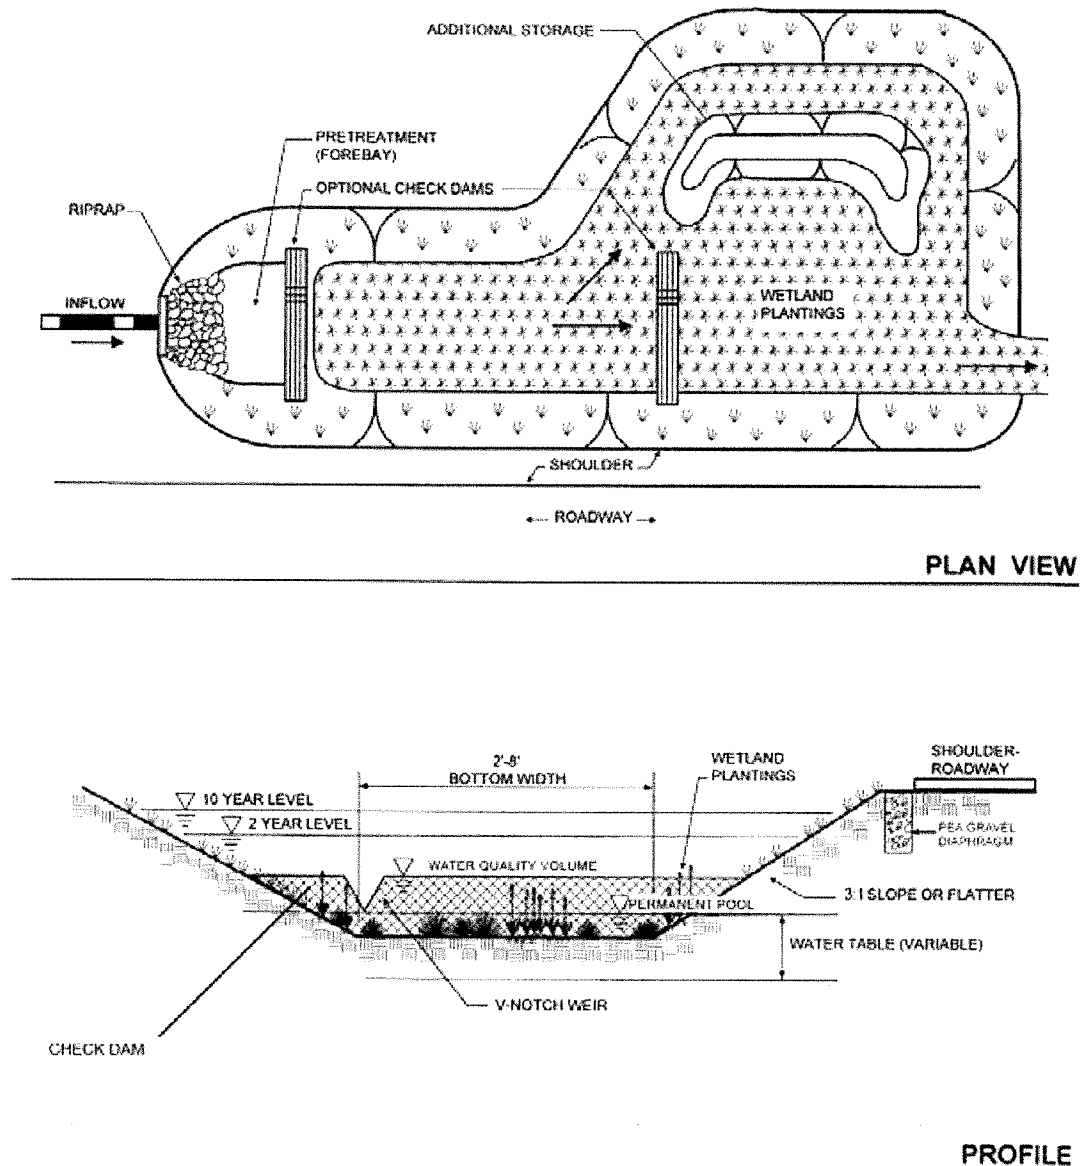 ADDITIONAL STORAGE
PRETREATMENT
(FOREBAY)
OPTIONAL CHECK DAMS
RIPRAP
INFLOW
WETLAND
PLANTINGS
SHOULDER
ROADWAY
PLAN VIEW
2'-8'
BOTTOM WIDTH
WETLAND
PLANTINGS
SHOULDER-
ROADWAY
10 YEAR LEVEL
2 YEAR LEVEL
PEA GRAVEL
DIAPHRAGM
WATER QUALITY VOLUME
3:1 SLOPE OR FLATTER
PERMANENT POOL
WATER TABLE (VARIABLE)
V-NOTCH WEIR
CHECK DAM
PROFILE